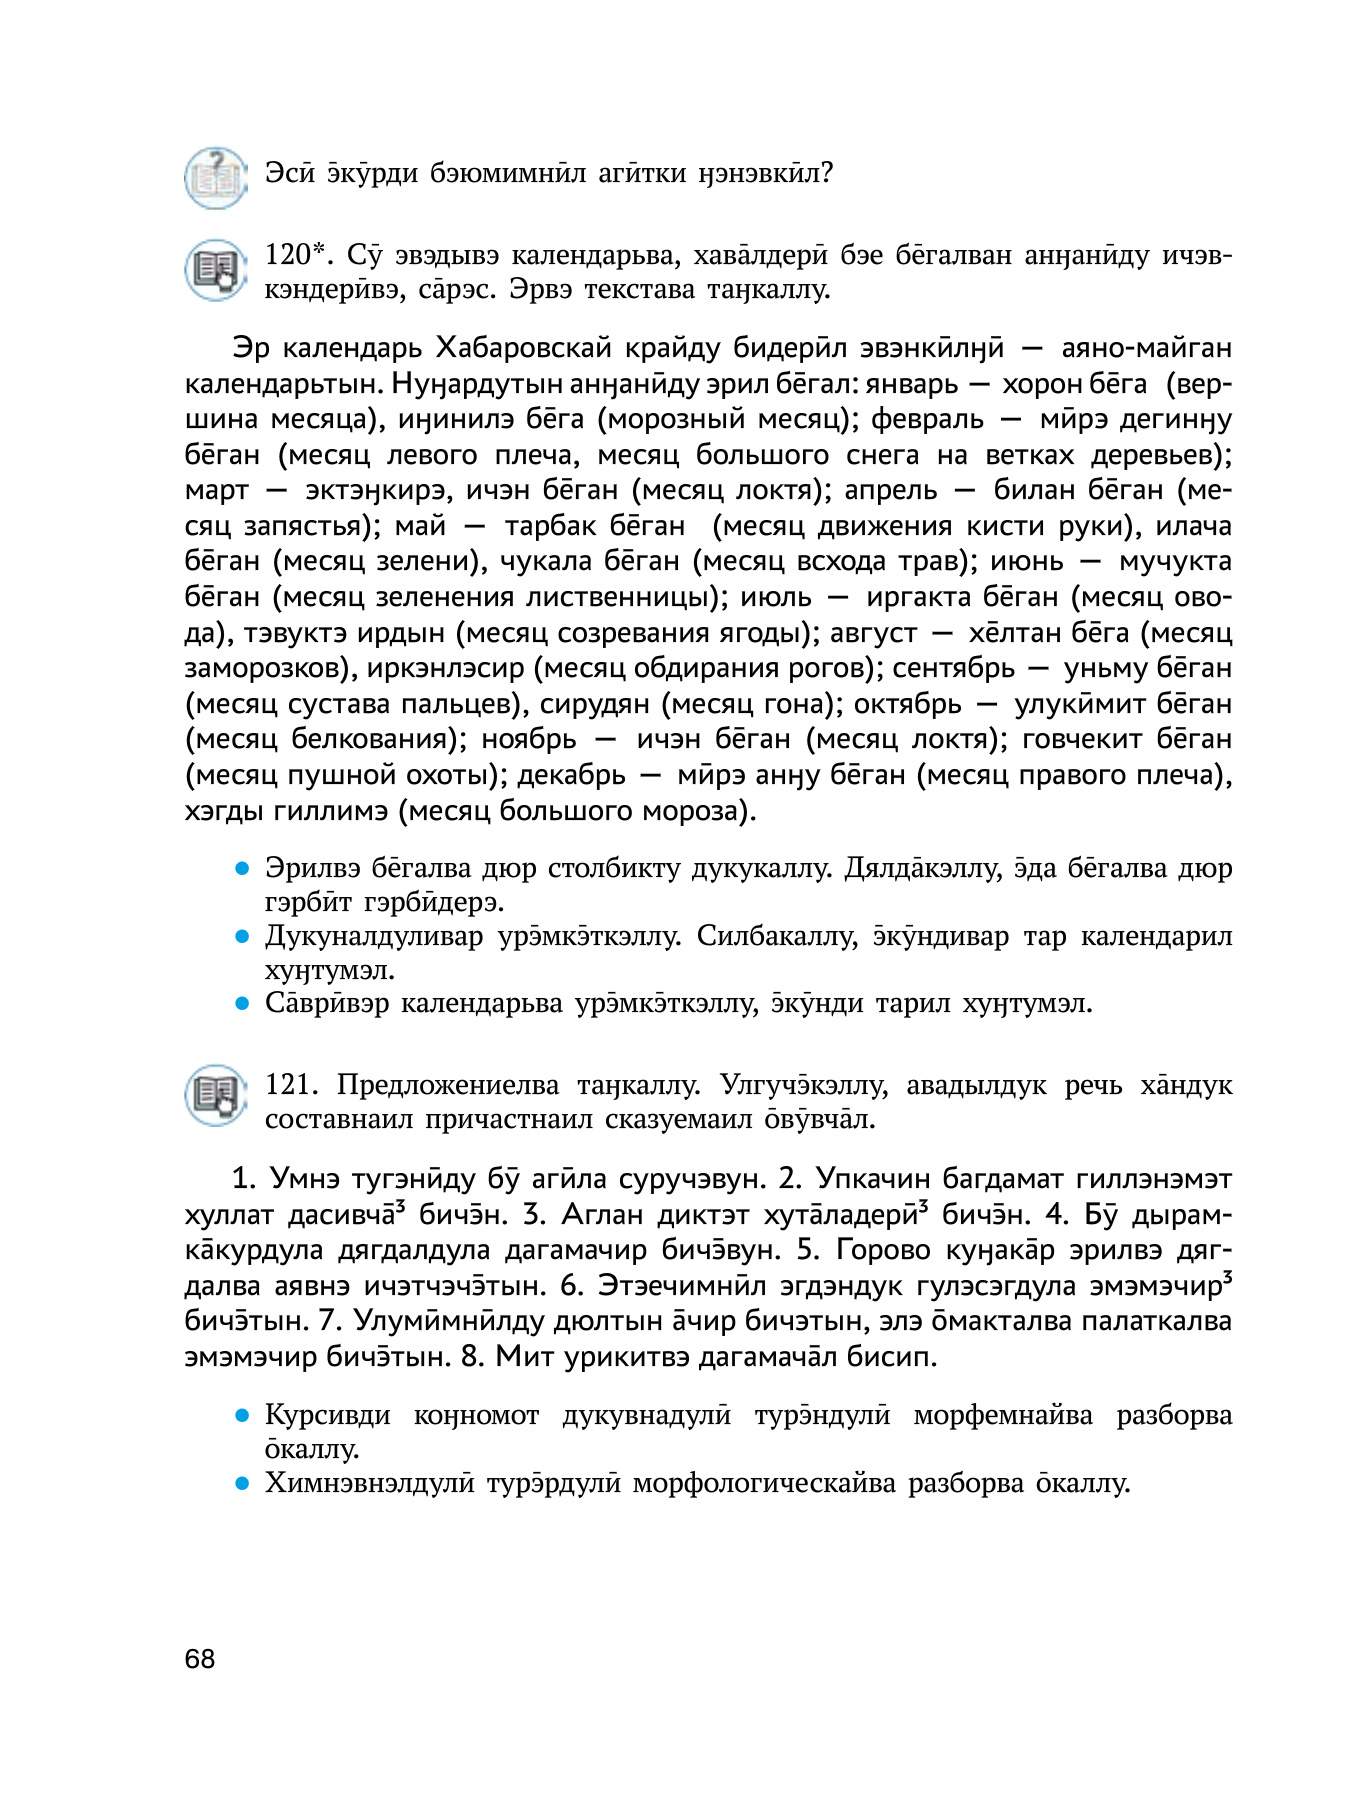 Эсӣ э̄кӯрди бэюмимнӣл агӣтки ӈэнэвкӣл?
120*. Сӯ эвэдывэ календарьва, хава̄лдерӣ бэе бе̄галван анӈанӣду ичэв-
кэндерӣвэ, са̄рэс. Эрвэ текстава таӈкаллу.
Эр календарь Хабаровскай крайду бидерӣл эвэнкӣлӈӣ — аяно-майган
календарьтын. Нуӈардутын анӈанӣду эрил бе̄гал: январь — хорон бе̄га (вер-
шина месяца), иӈинилэ бе̄га (морозный месяц); февраль — мӣрэ дегинӈу
бе̄ган (месяц левого плеча, месяц большого снега на ветках деревьев);
март — эктэӈкирэ, ичэн бе̄ган (месяц локтя); апрель — билан бе̄ган (ме-
сяц запястья); май — тарбак бе̄ган (месяц движения кисти руки), илача
бе̄ган (месяц зелени), чукала бе̄ган (месяц всхода трав); июнь — мучукта
бе̄ган (месяц зеленения лиственницы); июль — иргакта бе̄ган (месяц ово-
да), тэвуктэ ирдын (месяц созревания ягоды); август — хе̄лтан бе̄га (месяц
заморозков), иркэнлэсир (месяц обдирания рогов); сентябрь — уньму бе̄ган
(месяц сустава пальцев), сирудян (месяц гона); октябрь — улукӣмит бе̄ган
(месяц белкования); ноябрь — ичэн бе̄ган (месяц локтя); говчекит бе̄ган
(месяц пушной охоты); декабрь — мӣрэ анӈу бе̄ган (месяц правого плеча),
хэгды гиллимэ (месяц большого мороза).
● Эрилвэ бе̄галва дюр столбикту дукукаллу. Дялда̄кэллу, э̄да бе̄галва дюр
гэрбӣт гэрбӣдерэ.
● Дукуналдуливар урэ̄мкэ̄ткэллу. Силбакаллу, э̄кӯндивар тар календарил
хуӈтумэл.
● Са̄врӣвэр календарьва урэ̄мкэ̄ткэллу, э̄кӯнди тарил хуӈтумэл.
121. Предложениелва таӈкаллу. Улгучэ̄кэллу, авадылдук речь ха̄ндук
составнаил причастнаил сказуемаил о̄вӯвча̄л.
1. Умнэ тугэнӣду бӯ агӣла суручэвун. 2. Упкачин багдамат гиллэнэмэт
хуллат дасивча̄³ бичэ̄н. 3. Аглан диктэт хута̄ладерӣ³ бичэ̄н. 4. Бӯ дырам-
ка̄курдула дягдалдула дагамачир бичэ̄вун. 5. Горово куӈака̄р эрилвэ дяг-
далва аявнэ ичэтчэчэ̄тын. 6. Этэечимнӣл эгдэндук гулэсэгдула эмэмэчир³
бичэ̄тын. 7. Улумӣмнӣлду дюлтын а̄чир бичэтын, элэ о̄макталва палаткалва
эмэмэчир бичэ̄тын. 8. Мит урикитвэ дагамача̄л бисип.
● Курсивди коӈномот дукувнадулӣ турэ̄ндулӣ морфемнайва разборва
о̄каллу.
● Химнэвнэлдулӣ турэ̄рдулӣ морфологическайва разборва о̄каллу.
68